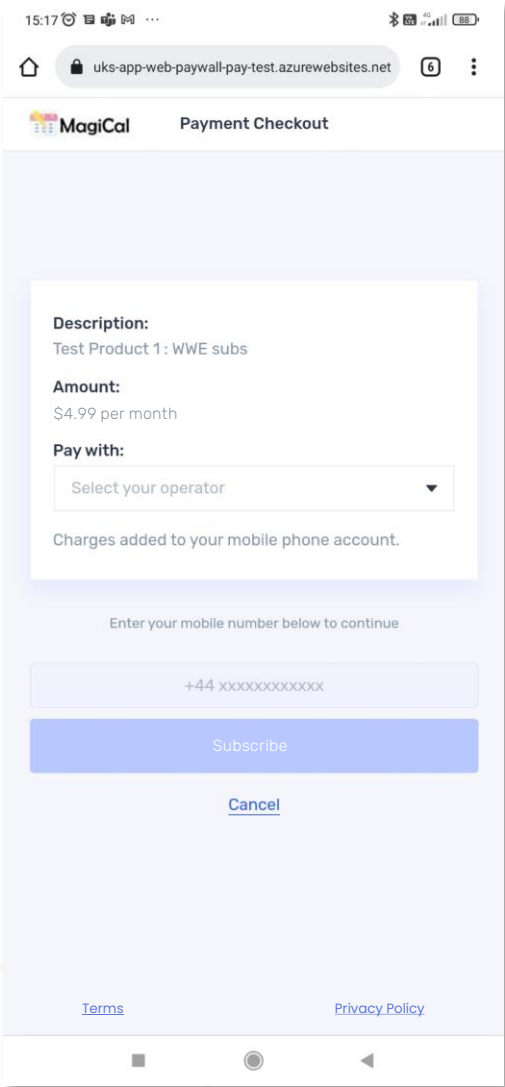 15:17
4G
88
uks-app-web-paywall-pay-test.azurewebsites.net
6
MagiCal
Payment Checkout
Description:
Test Product 1 : WWE subs
Amount:
$4.99 per month
Pay with:
Select your operator
Charges added to your mobile phone account.
Enter your mobile number below to continue
+44 xxxxxxxxxxxx
Subscribe
Cancel
Terms
Privacy Policy